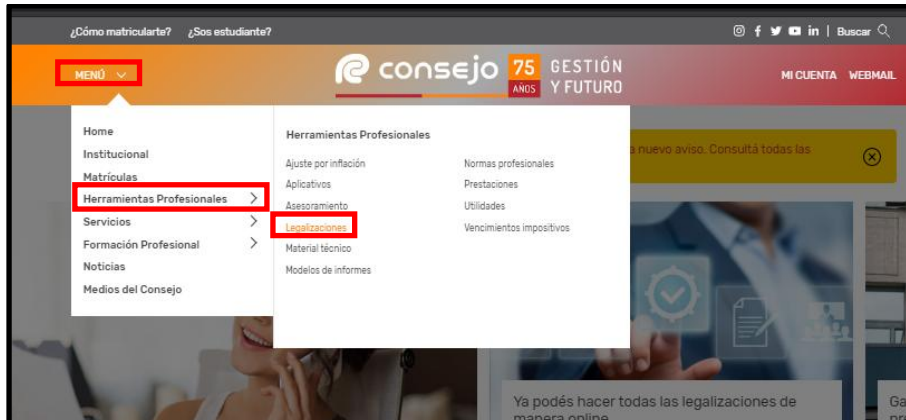 ¿Cómo matricularte? ¿Sos estudiante?
Buscar
MENÚ
consejo 75 AÑOS GESTIÓN Y FUTURO
MI CUENTA WEBMAIL
Home
Institucional
Matrículas
Herramientas Profesionales
Servicios
Formación Profesional
Noticias
Medios del Consejo
Herramientas Profesionales
Ajuste por inflación
Aplicativos
Asesoramiento
Legalizaciones
Material técnico
Modelos de informes
Normas profesionales
Prestaciones
Utilidades
Vencimientos impositivos
a nuevo aviso. Consultá todas las
Ya podés hacer todas las legalizaciones de
manera online